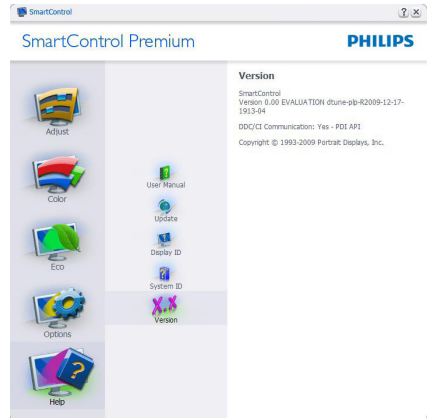 SmartControl
SmartControl Premium
PHILIPS
Adjust
Color
Eco
Options
Help
User Manual
Update
Display ID
System ID
X.X
Version
Version
SmartControl
Version 0.00 EVALUATION dtune-plp-R2009-12-17-
1913-04
DDC/CI Communication: Yes - PDI API
Copyright © 1993-2009 Portrait Displays, Inc.